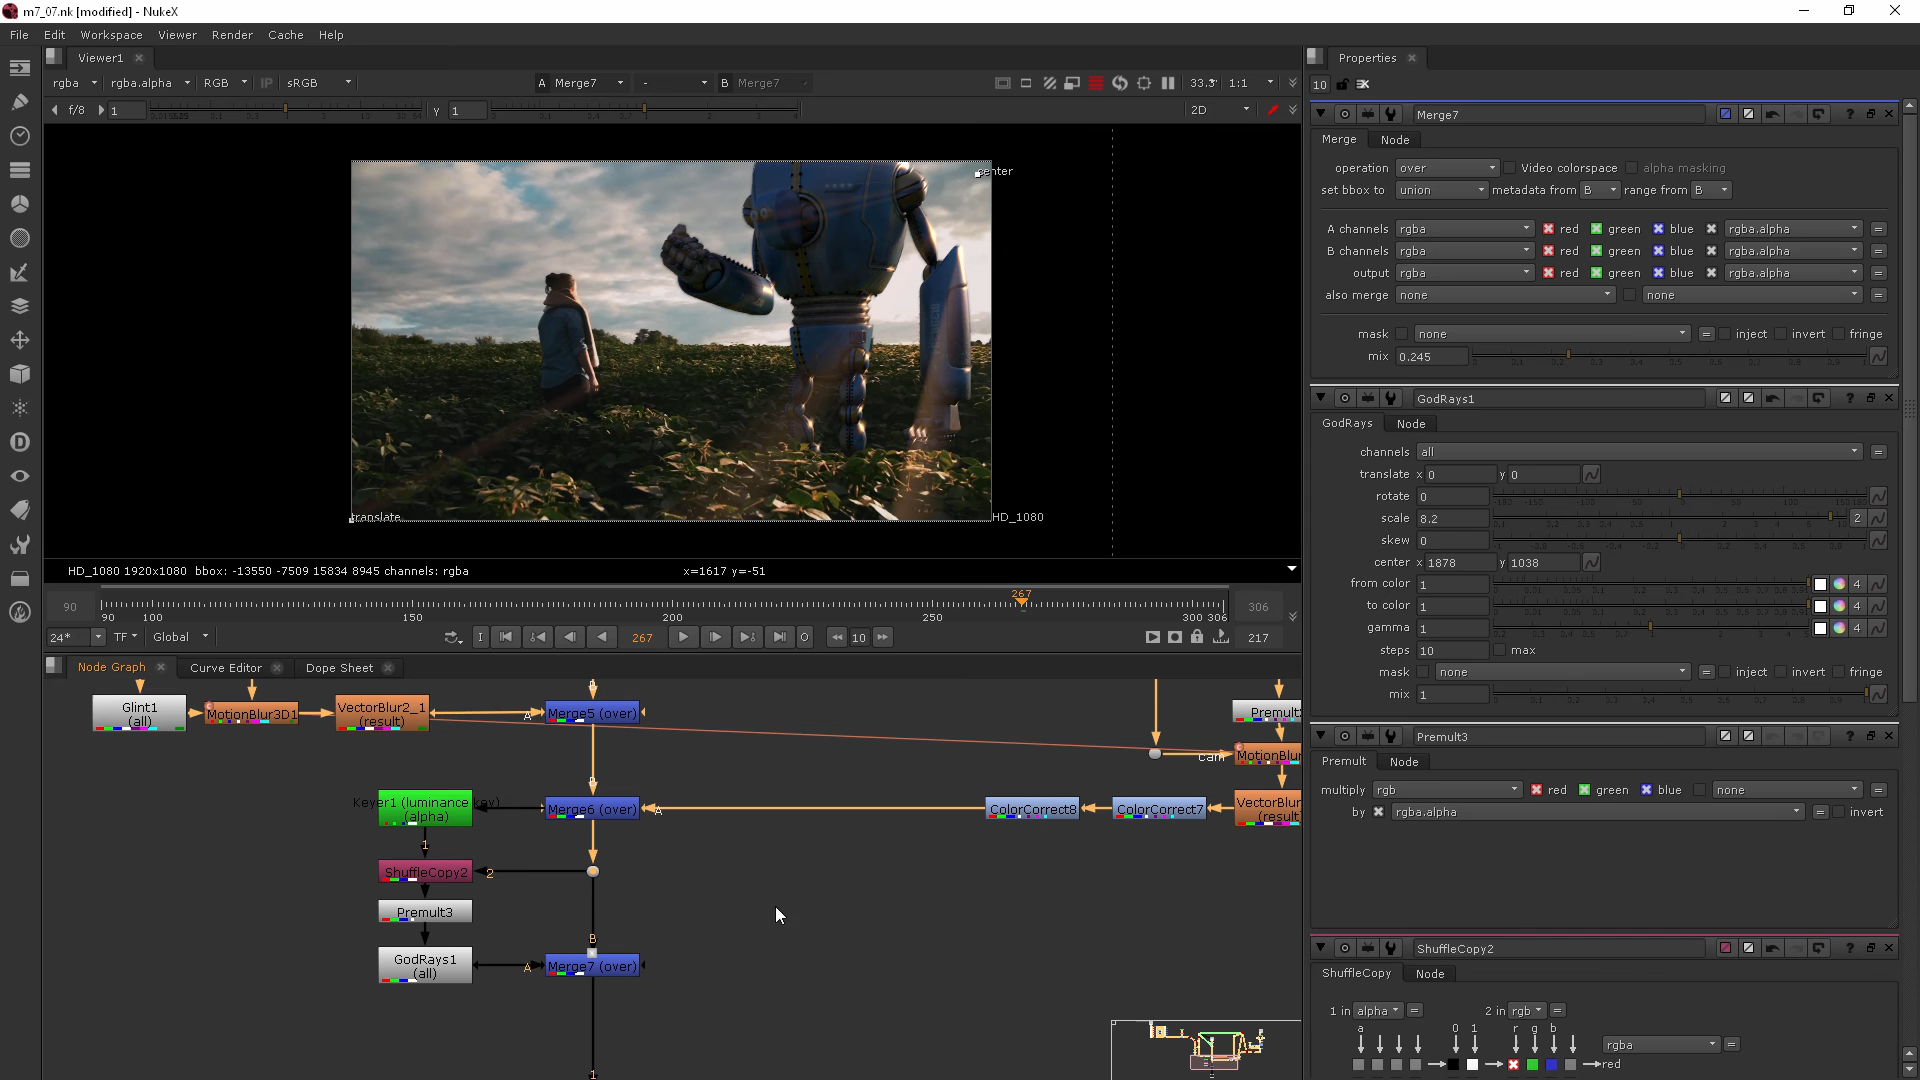 m7_07.nk [modified] - NukeX
File Edit Workspace Viewer Render Cache Help
Viewer1
rgba rgba.alpha RGB IP sRGB A Merge7 - B Merge7 33.3 1:1
f/8 1 y 1 2D
center
translate
HD_1080
HD_1080 1920x1080 bbox: -13550 -7509 15834 8945 channels: rgba x=1617 y=-51
267
90 306
90 100 150 200 250 300 306
24* TF Global I 267 O 10 217
Node Graph Curve Editor Dope Sheet
Glint1
(all)
MotionBlur3D1
VectorBlur2_1
(result)
A
Merge5 (over)
B
Premult
cam
MotionBlur
B
Keyer1 (luminance key)
(alpha)
Merge6 (over)
A
ColorCorrect8
ColorCorrect7
VectorBlur
(result
1
ShuffleCopy2
2
Premult3
B
GodRays1
(all)
A
Merge7 (over)
1
Properties
10
Merge7
Merge Node
operation over Video colorspace alpha masking
set bbox to union metadata from B range from B
A channels rgba red green blue rgba.alpha =
B channels rgba red green blue rgba.alpha =
output rgba red green blue rgba.alpha =
also merge none none =
mask none = inject invert fringe
mix 0.245
GodRays1
GodRays Node
channels all =
translate x 0 y 0
rotate 0
scale 8.2 2
skew 0
center x 1878 y 1038
from color 1 4
to color 1 4
gamma 1 4
steps 10 max
mask none = inject invert fringe
mix 1
Premult3
Premult Node
multiply rgb red green blue none =
by rgba.alpha = invert
ShuffleCopy2
ShuffleCopy Node
1 in alpha = 2 in rgb =
a 0 1 r g b
rgba =
red